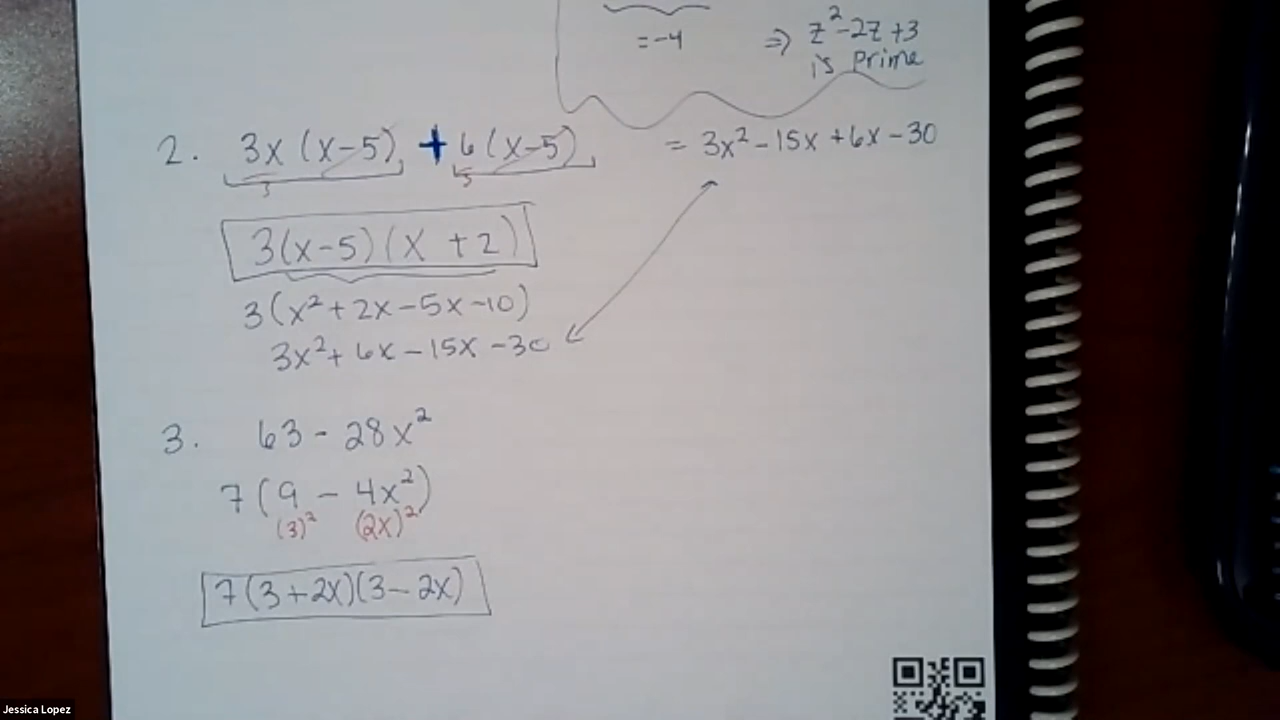 = -4 ⇒ z² - 2z + 3
is prime
2. 3x (x-5) + 6 (x-5) = 3x² - 15x + 6x - 30
3(x-5)(x + 2)
3(x² + 2x - 5x - 10)
3x² + 6x - 15x - 30
3. 63 - 28x²
7 (9 - 4x²)
(3)² (2x)²
7(3+2x)(3-2x)
Jessica Lopez